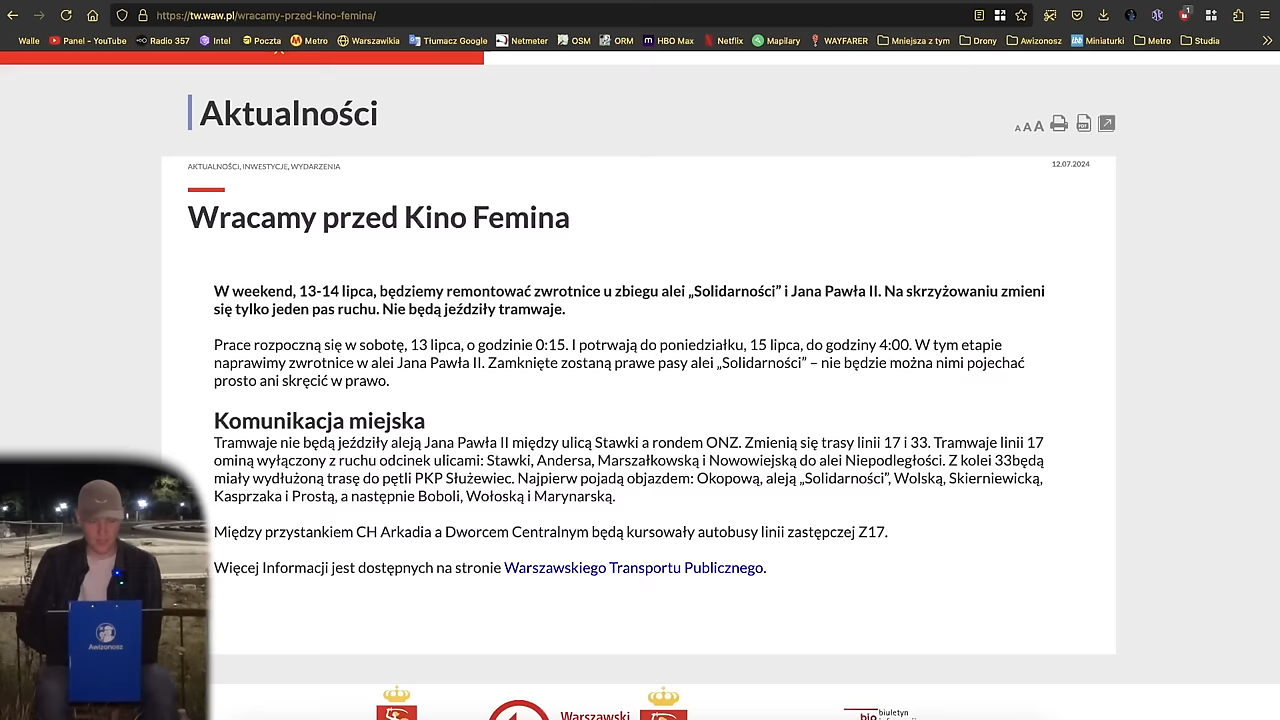 https://tw.waw.pl/wracamy-przed-kino-femina/
1
Walle Panel - YouTube Radio 357 Intel Poczta Metro Warszawikia Tłumacz Google Netmeter OSM ORM HBO Max Netflix Mapilary WAYFARER Mniejsza z tym Drony Awizonosz Miniaturki Metro Studia
Aktualności
A A A
PDF
AKTUALNOŚCI, INWESTYCJE, WYDARZENIA
12.07.2024
Wracamy przed Kino Femina
W weekend, 13-14 lipca, będziemy remontować zwrotnice u zbiegu alei „Solidarności” i Jana Pawła II. Na skrzyżowaniu zmieni
się tylko jeden pas ruchu. Nie będą jeździły tramwaje.
Prace rozpoczną się w sobotę, 13 lipca, o godzinie 0:15. I potrwają do poniedziałku, 15 lipca, do godziny 4:00. W tym etapie
naprawimy zwrotnice w alei Jana Pawła II. Zamknięte zostaną prawe pasy alei „Solidarności” – nie będzie można nimi pojechać
prosto ani skręcić w prawo.
Komunikacja miejska
Tramwaje nie będą jeździły aleją Jana Pawła II między ulicą Stawki a rondem ONZ. Zmienią się trasy linii 17 i 33. Tramwaje linii 17
ominą wyłączony z ruchu odcinek ulicami: Stawki, Andersa, Marszałkowską i Nowowiejską do alei Niepodległości. Z kolei 33będą
miały wydłużoną trasę do pętli PKP Służewiec. Najpierw pojadą objazdem: Okopową, aleją „Solidarności”, Wolską, Skierniewicką,
Kasprzaka i Prostą, a następnie Boboli, Wołoską i Marynarską.
Między przystankiem CH Arkadia a Dworcem Centralnym będą kursowały autobusy linii zastępczej Z17.
Więcej Informacji jest dostępnych na stronie Warszawskiego Transportu Publicznego.
Awizonosz
Warszawski
bip biuletyn